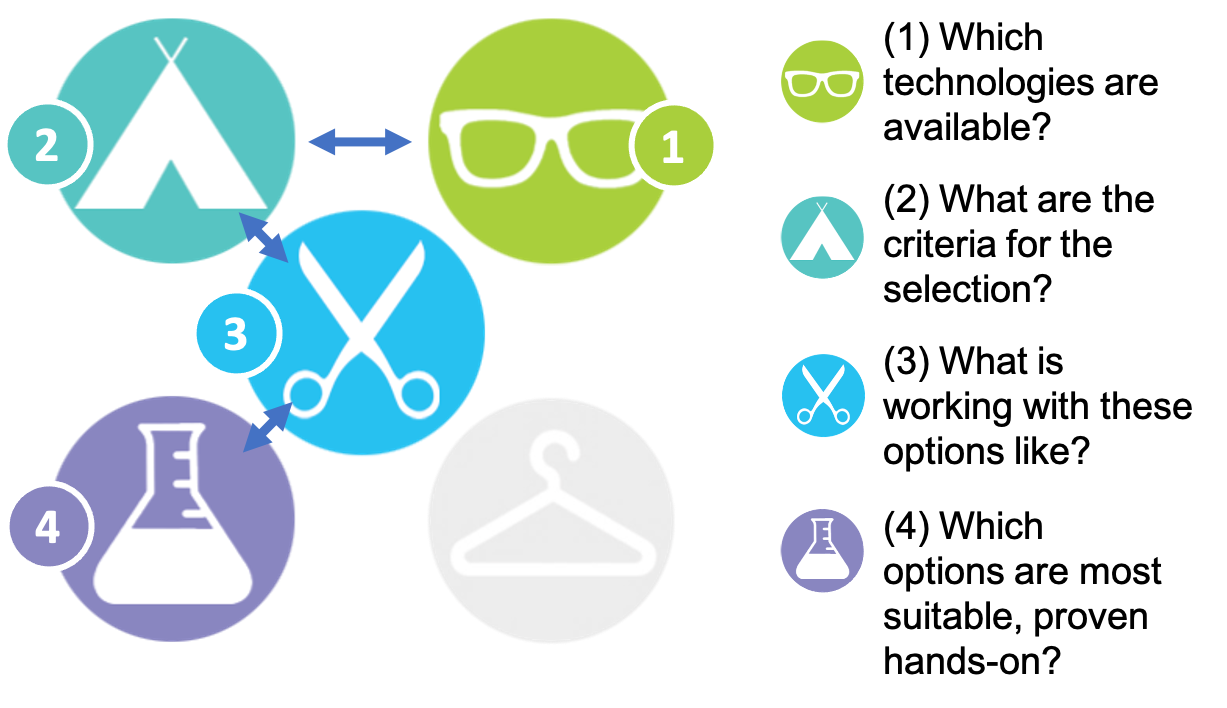 2
1
3
4
(1) Which
technologies are
available?
(2) What are the
criteria for the
selection?
(3) What is
working with these
options like?
(4) Which
options are most
suitable, proven
hands-on?